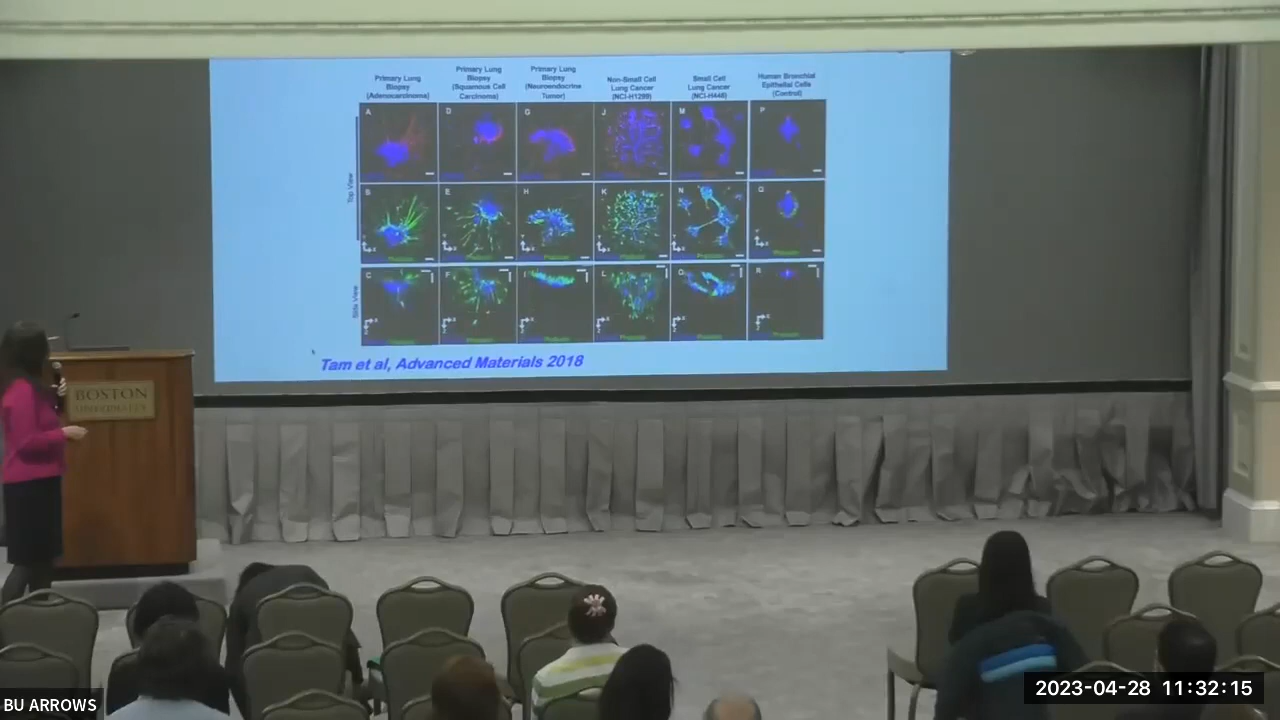 Primary Lung
Biopsy
(Adenocarcinoma)
Primary Lung
Biopsy
(Squamous Cell
Carcinoma)
Primary Lung
Biopsy
(Neuroendocrine
Tumor)
Non-Small Cell
Lung Cancer
(NCI-H1299)
Small Cell
Lung Cancer
(NCI-H446)
Human Bronchial
Epithelial Cells
(Control)
Top View
A
D
G
J
M
P
B
E
H
K
N
Q
Side View
C
F
I
L
O
R
Tam et al, Advanced Materials 2018
BOSTON
BU ARROWS
2023-04-28 11:32:15